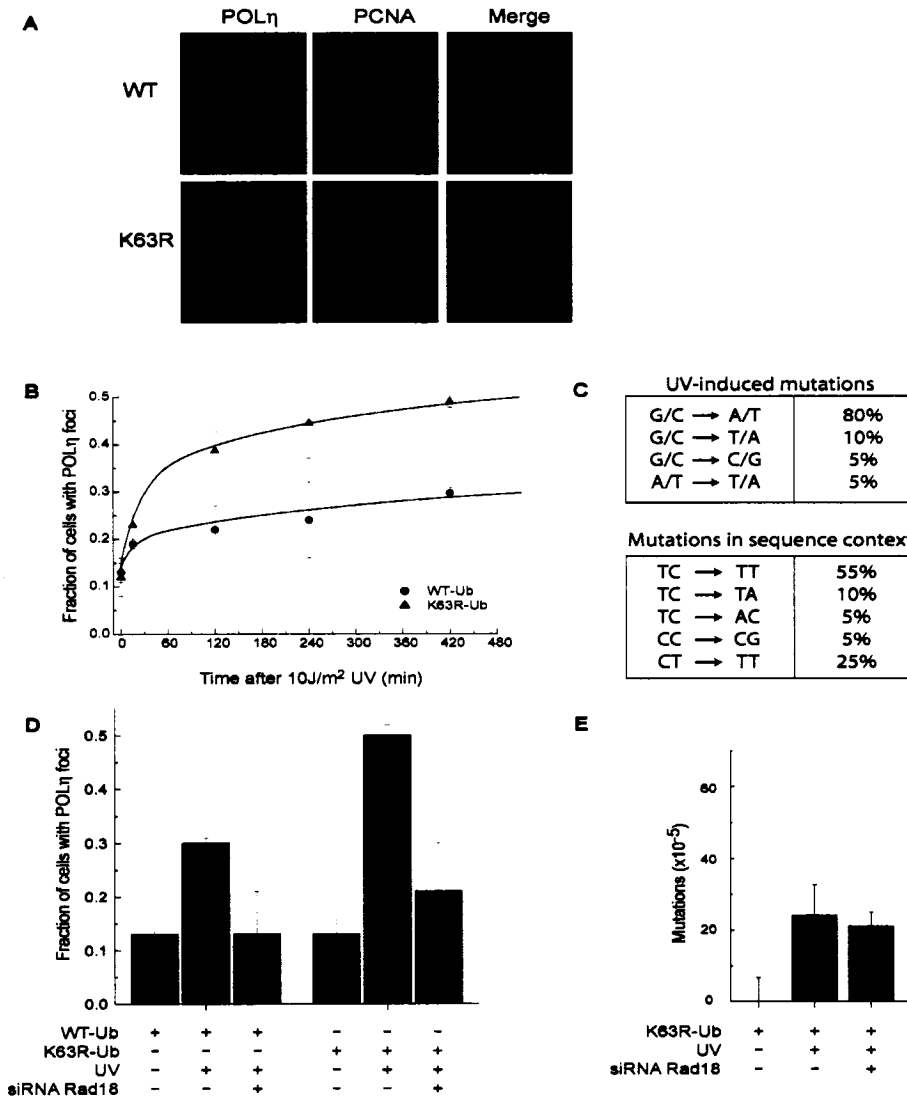 A
POLη PCNA Merge
WT
K63R
B
Fraction of cells with POLη foci
0.5
0.4
0.3
0.2
0.1
0.0
WT-Ub
K63R-Ub
0 60 120 180 240 300 360 420 480
Time after 10J/m² UV (min)
C
UV-induced mutations
G/C → A/T 80%
G/C → T/A 10%
G/C → C/G 5%
A/T → T/A 5%
Mutations in sequence context
TC → TT 55%
TC → TA 10%
TC → AC 5%
CC → CG 5%
CT → TT 25%
D
Fraction of cells with POLη foci
0.5
0.4
0.3
0.2
0.1
0.0
WT-Ub + + + - - -
K63R-Ub - - - + + +
UV - + + - + +
siRNA Rad18 - - + - - +
E
Mutations (x10⁻⁵)
60
40
20
0
K63R-Ub + + +
UV - + +
siRNA Rad18 - - +